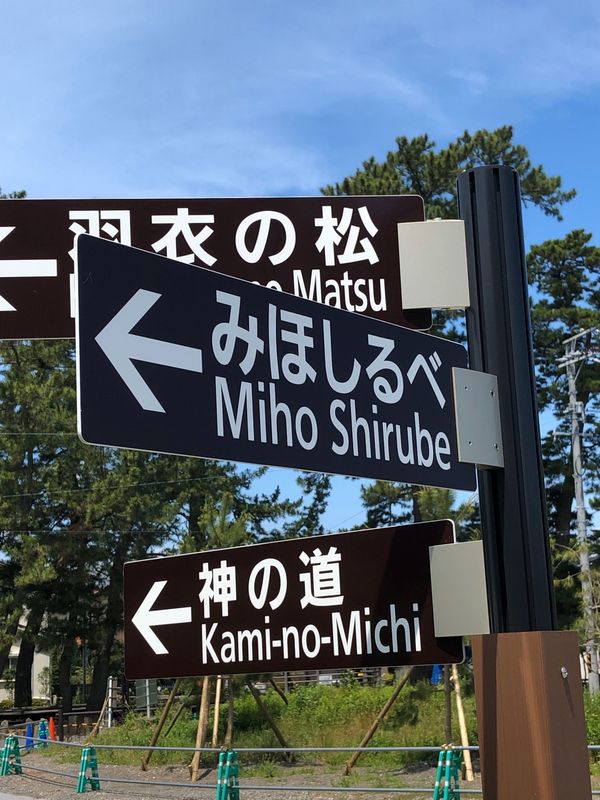 羽衣の松
Matsu
みほしるべ
Miho Shirube
神の道
Kami-no-Michi